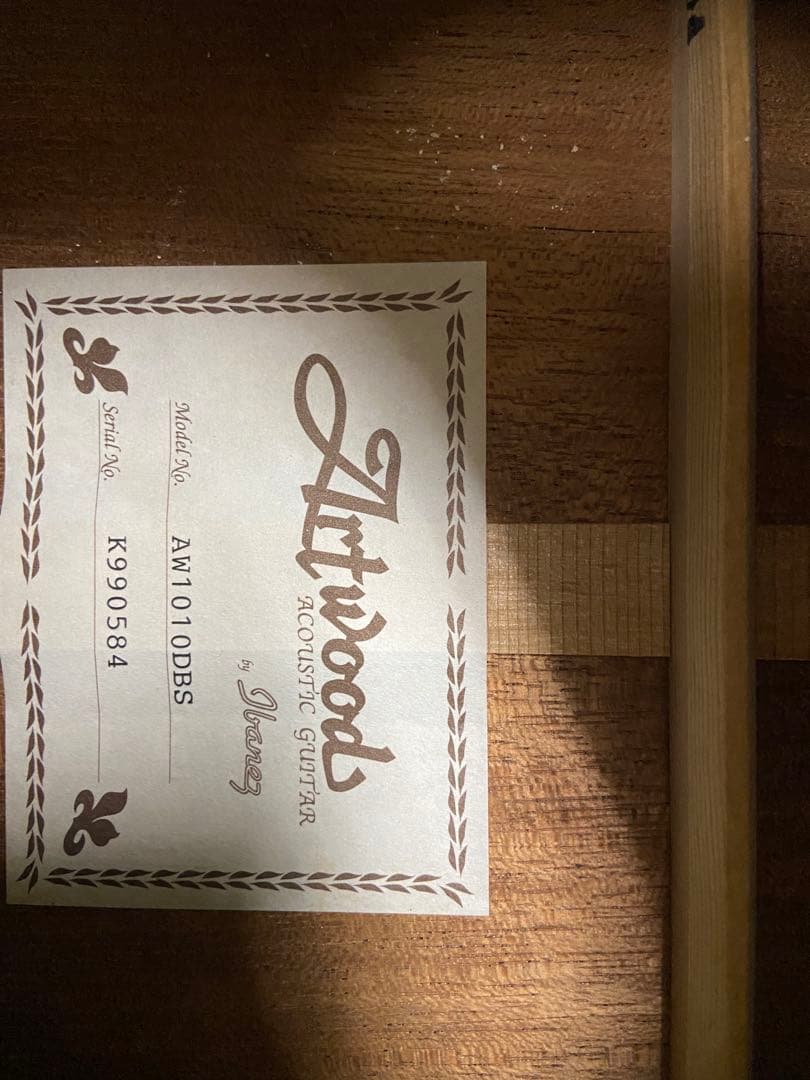 Artwood
ACOUSTIC GUITAR
by Ibanez
Model No. AW1010DBS
Serial No. K990584